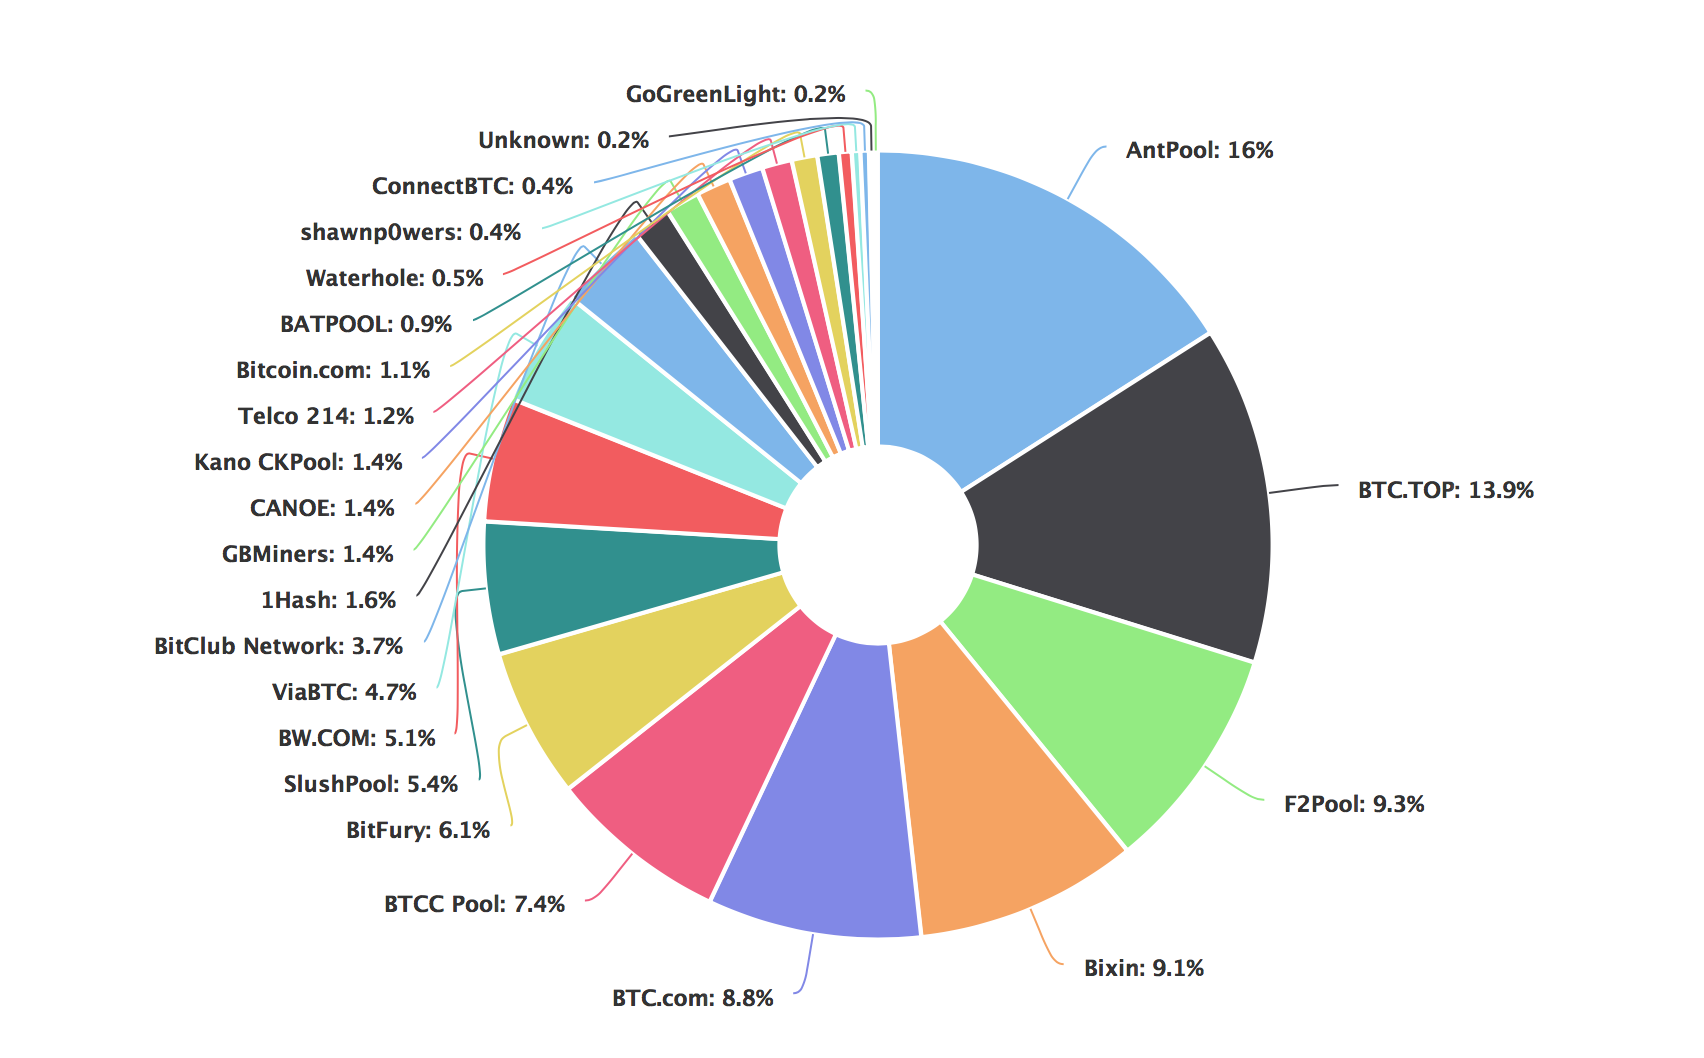 GoGreenLight: 0.2%
Unknown: 0.2%
AntPool: 16%
ConnectBTC: 0.4%
shawnp0wers: 0.4%
Waterhole: 0.5%
BATPOOL: 0.9%
Bitcoin.com: 1.1%
Telco 214: 1.2%
Kano CKPool: 1.4%
BTC.TOP: 13.9%
CANOE: 1.4%
GBMiners: 1.4%
1Hash: 1.6%
BitClub Network: 3.7%
ViaBTC: 4.7%
BW.COM: 5.1%
SlushPool: 5.4%
F2Pool: 9.3%
BitFury: 6.1%
BTCC Pool: 7.4%
Bixin: 9.1%
BTC.com: 8.8%